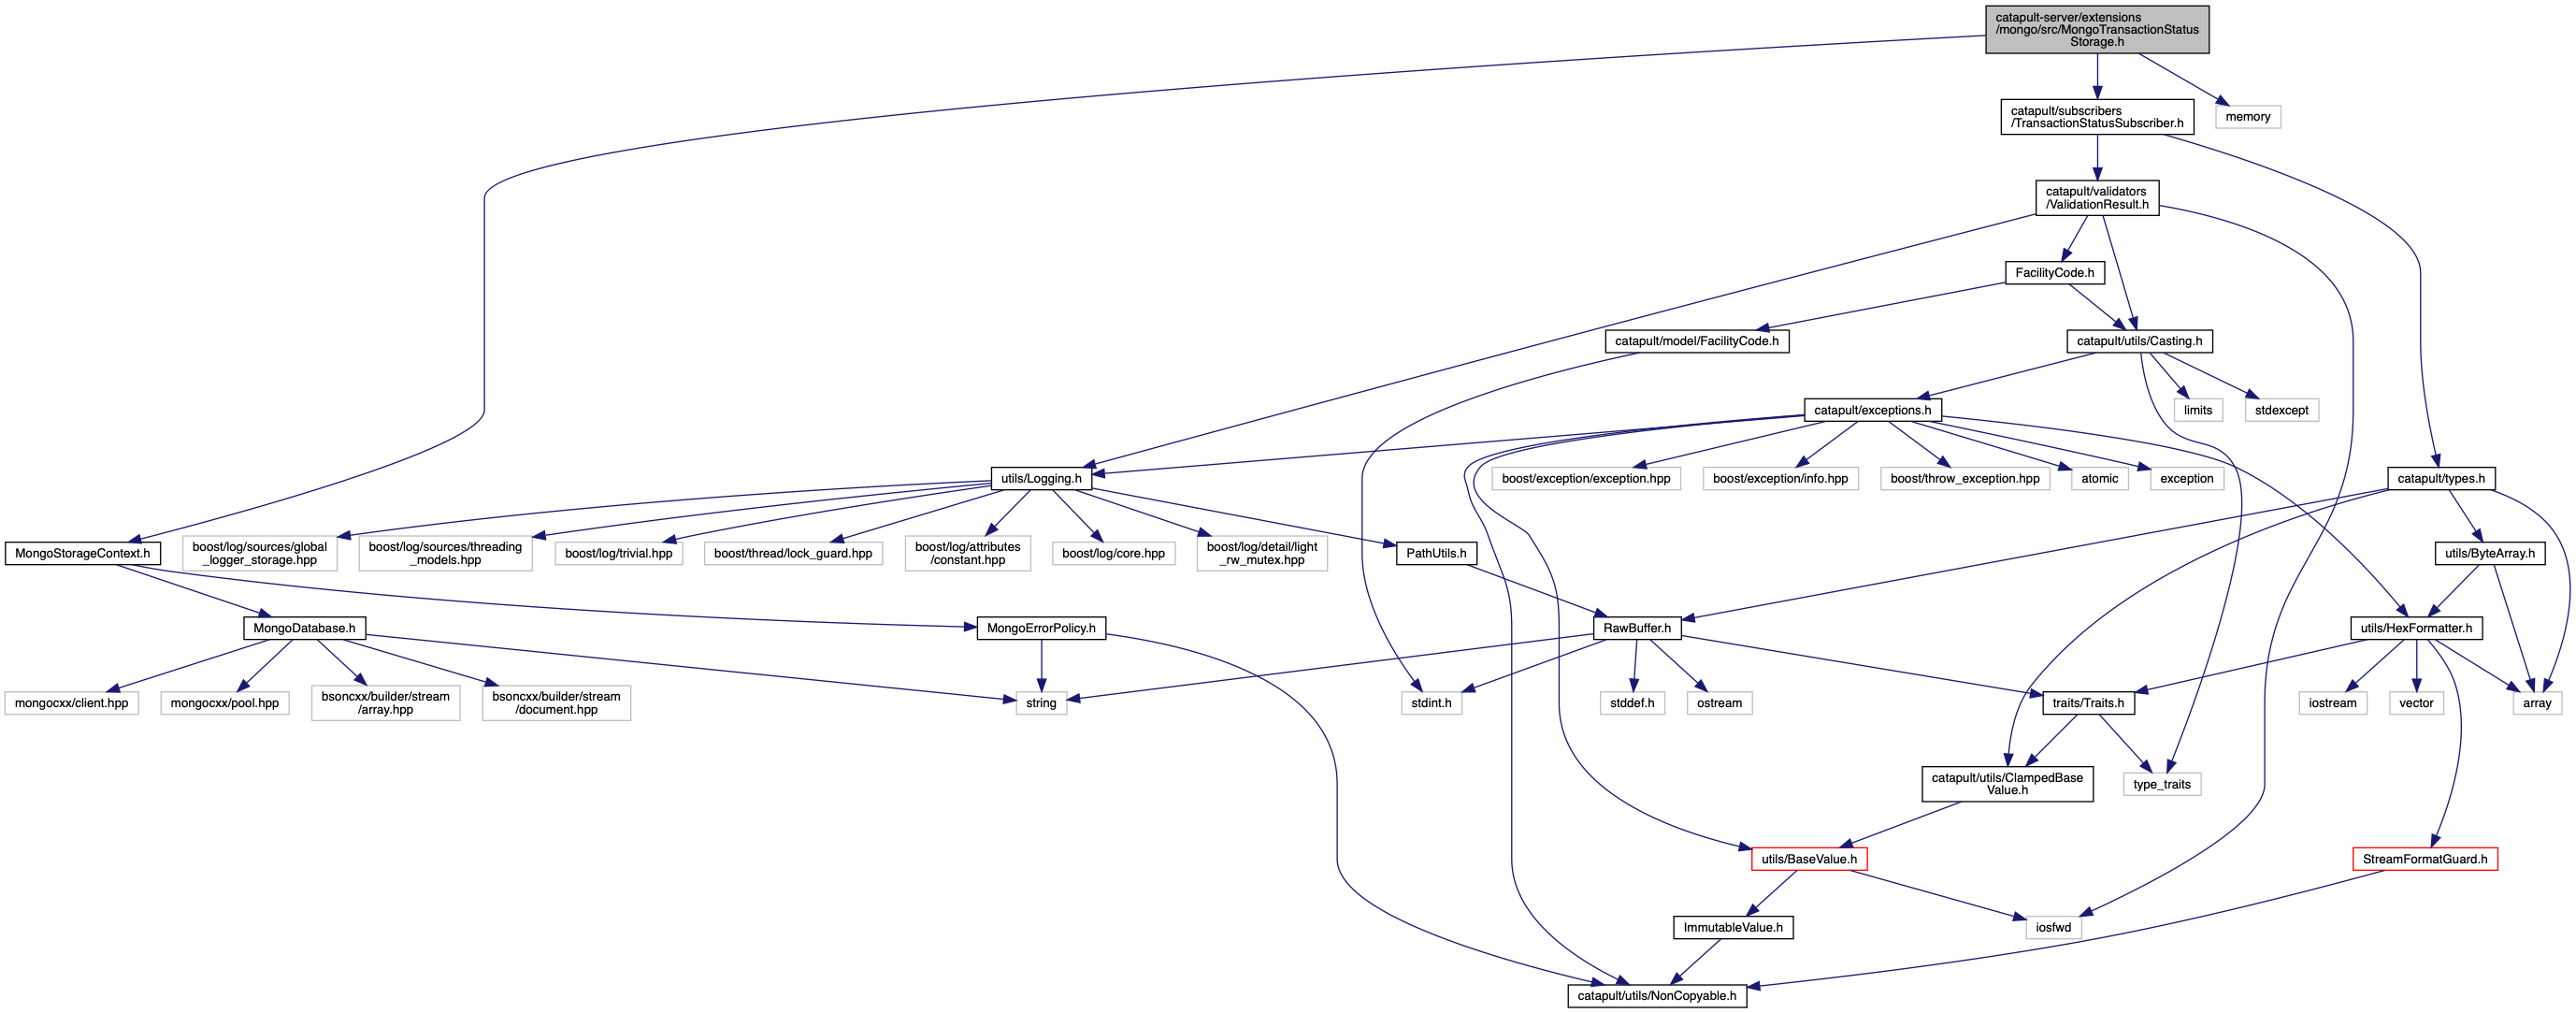 catapult-server/extensions
/mongo/src/MongoTransactionStatus
Storage.h
catapult/subscribers
/TransactionStatusSubscriber.h
memory
catapult/validators
/ValidationResult.h
FacilityCode.h
catapult/model/FacilityCode.h
catapult/utils/Casting.h
catapult/exceptions.h
limits
stdexcept
utils/Logging.h
boost/exception/exception.hpp
boost/exception/info.hpp
boost/throw_exception.hpp
atomic
exception
catapult/types.h
MongoStorageContext.h
boost/log/sources/global
_logger_storage.hpp
boost/log/sources/threading
_models.hpp
boost/log/trivial.hpp
boost/thread/lock_guard.hpp
boost/log/attributes
/constant.hpp
boost/log/core.hpp
boost/log/detail/light
_rw_mutex.hpp
PathUtils.h
utils/ByteArray.h
MongoDatabase.h
MongoErrorPolicy.h
RawBuffer.h
utils/HexFormatter.h
mongocxx/client.hpp
mongocxx/pool.hpp
bsoncxx/builder/stream
/array.hpp
bsoncxx/builder/stream
/document.hpp
string
stdint.h
stddef.h
ostream
traits/Traits.h
iostream
vector
array
catapult/utils/ClampedBase
Value.h
type_traits
utils/BaseValue.h
StreamFormatGuard.h
ImmutableValue.h
iosfwd
catapult/utils/NonCopyable.h